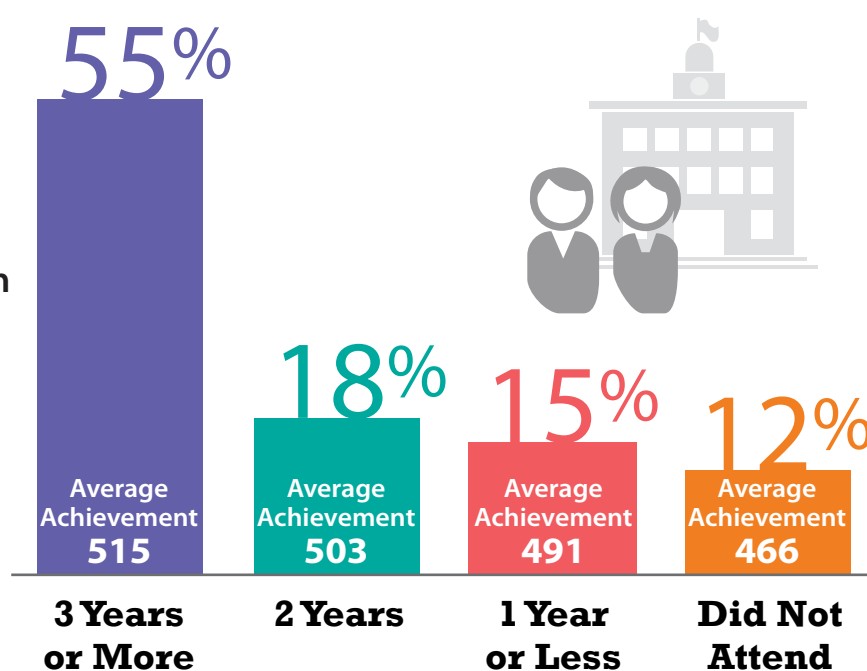 55%
18%
15%
12%
Average
Achievement
515
Average
Achievement
503
Average
Achievement
491
Average
Achievement
466
3 Years
or More
2 Years
1 Year
or Less
Did Not
Attend